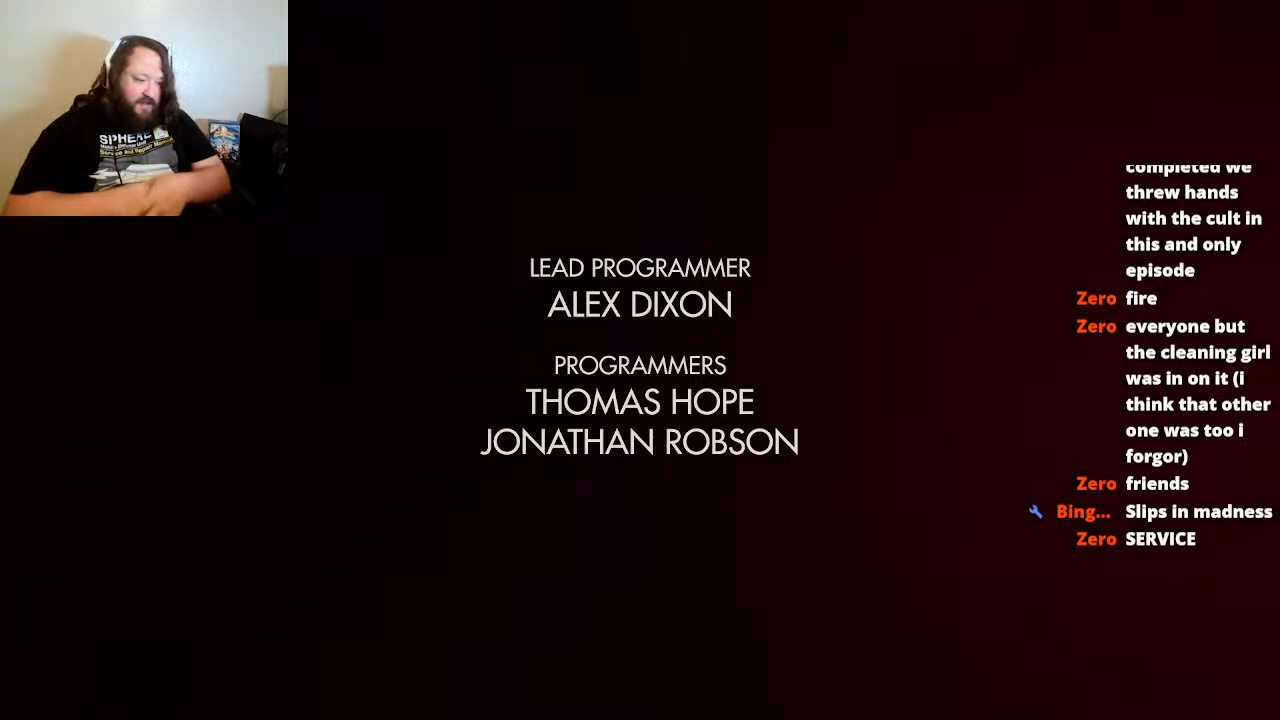 SPHERE
LEAD PROGRAMMER
ALEX DIXON
PROGRAMMERS
THOMAS HOPE
JONATHAN ROBSON
completed we
threw hands
with the cult in
this and only
episode
Zero fire
Zero everyone but
the cleaning girl
was in on it (i
think that other
one was too i
forgor)
Zero friends
Bing... Slips in madness
Zero SERVICE